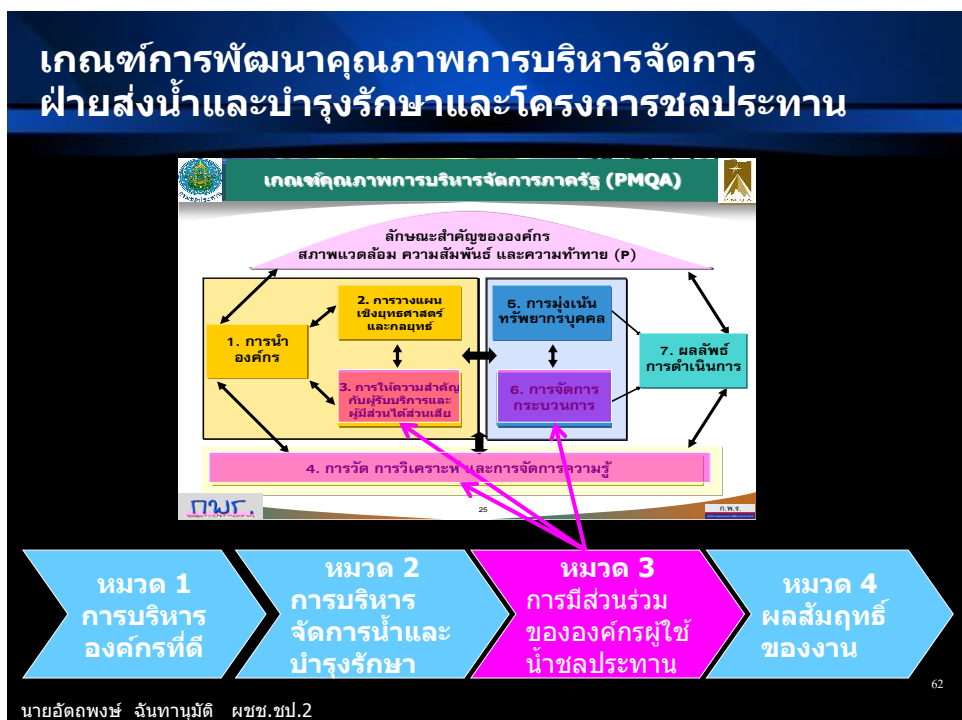 เกณฑ์การพัฒนาคุณภาพการบริหารจัดการ
ฝ่ายส่งน้ำและบำรุงรักษาและโครงการชลประทาน
เกณฑ์คุณภาพการบริหารจัดการภาครัฐ (PMQA)
PMQA
ลักษณะสำคัญขององค์กร
สภาพแวดล้อม ความสัมพันธ์ และความท้าทาย (P)
2. การวางแผน
เชิงยุทธศาสตร์
และกลยุทธ์
5. การมุ่งเน้น
ทรัพยากรบุคคล
1. การนำ
องค์กร
7. ผลลัพธ์
การดำเนินการ
3. การให้ความสำคัญ
กับผู้รับบริการและ
ผู้มีส่วนได้ส่วนเสีย
6. การจัดการ
กระบวนการ
4. การวัด การวิเคราะห์ และการจัดการความรู้
กพร.
25
ก.พ.ร.
หมวด 1
การบริหาร
องค์กรที่ดี
หมวด 2
การบริหาร
จัดการน้ำและ
บำรุงรักษา
หมวด 3
การมีส่วนร่วม
ขององค์กรผู้ใช้
น้ำชลประทาน
หมวด 4
ผลสัมฤทธิ์
ของงาน
62
นายอัตถพงษ์ ฉันทานุมัติ ผชช.ชป.2